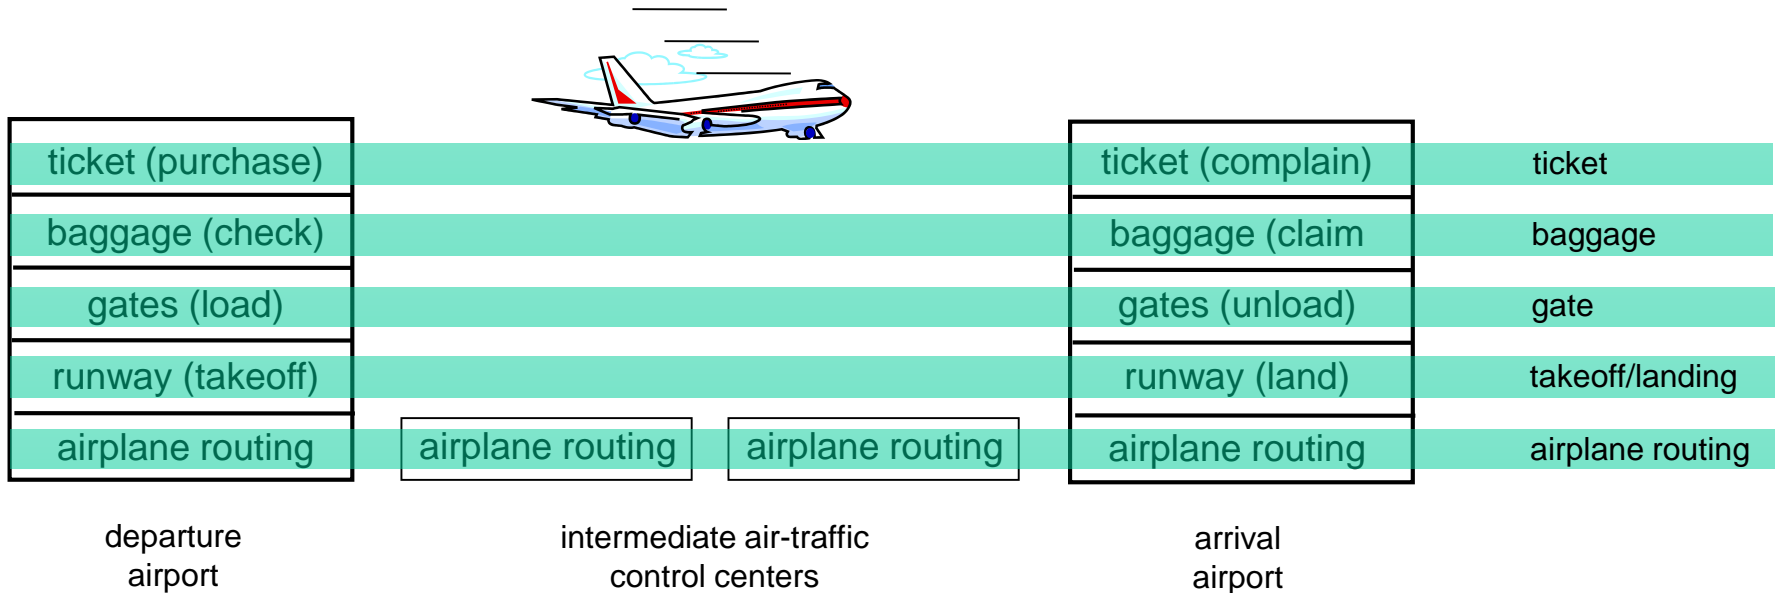 ticket (purchase)
ticket (complain)
ticket
baggage (check)
baggage (claim
baggage
gates (load)
gates (unload)
gate
runway (takeoff)
runway (land)
takeoff/landing
airplane routing
airplane routing
airplane routing
airplane routing
airplane routing
departure
airport
intermediate air-traffic
control centers
arrival
airport